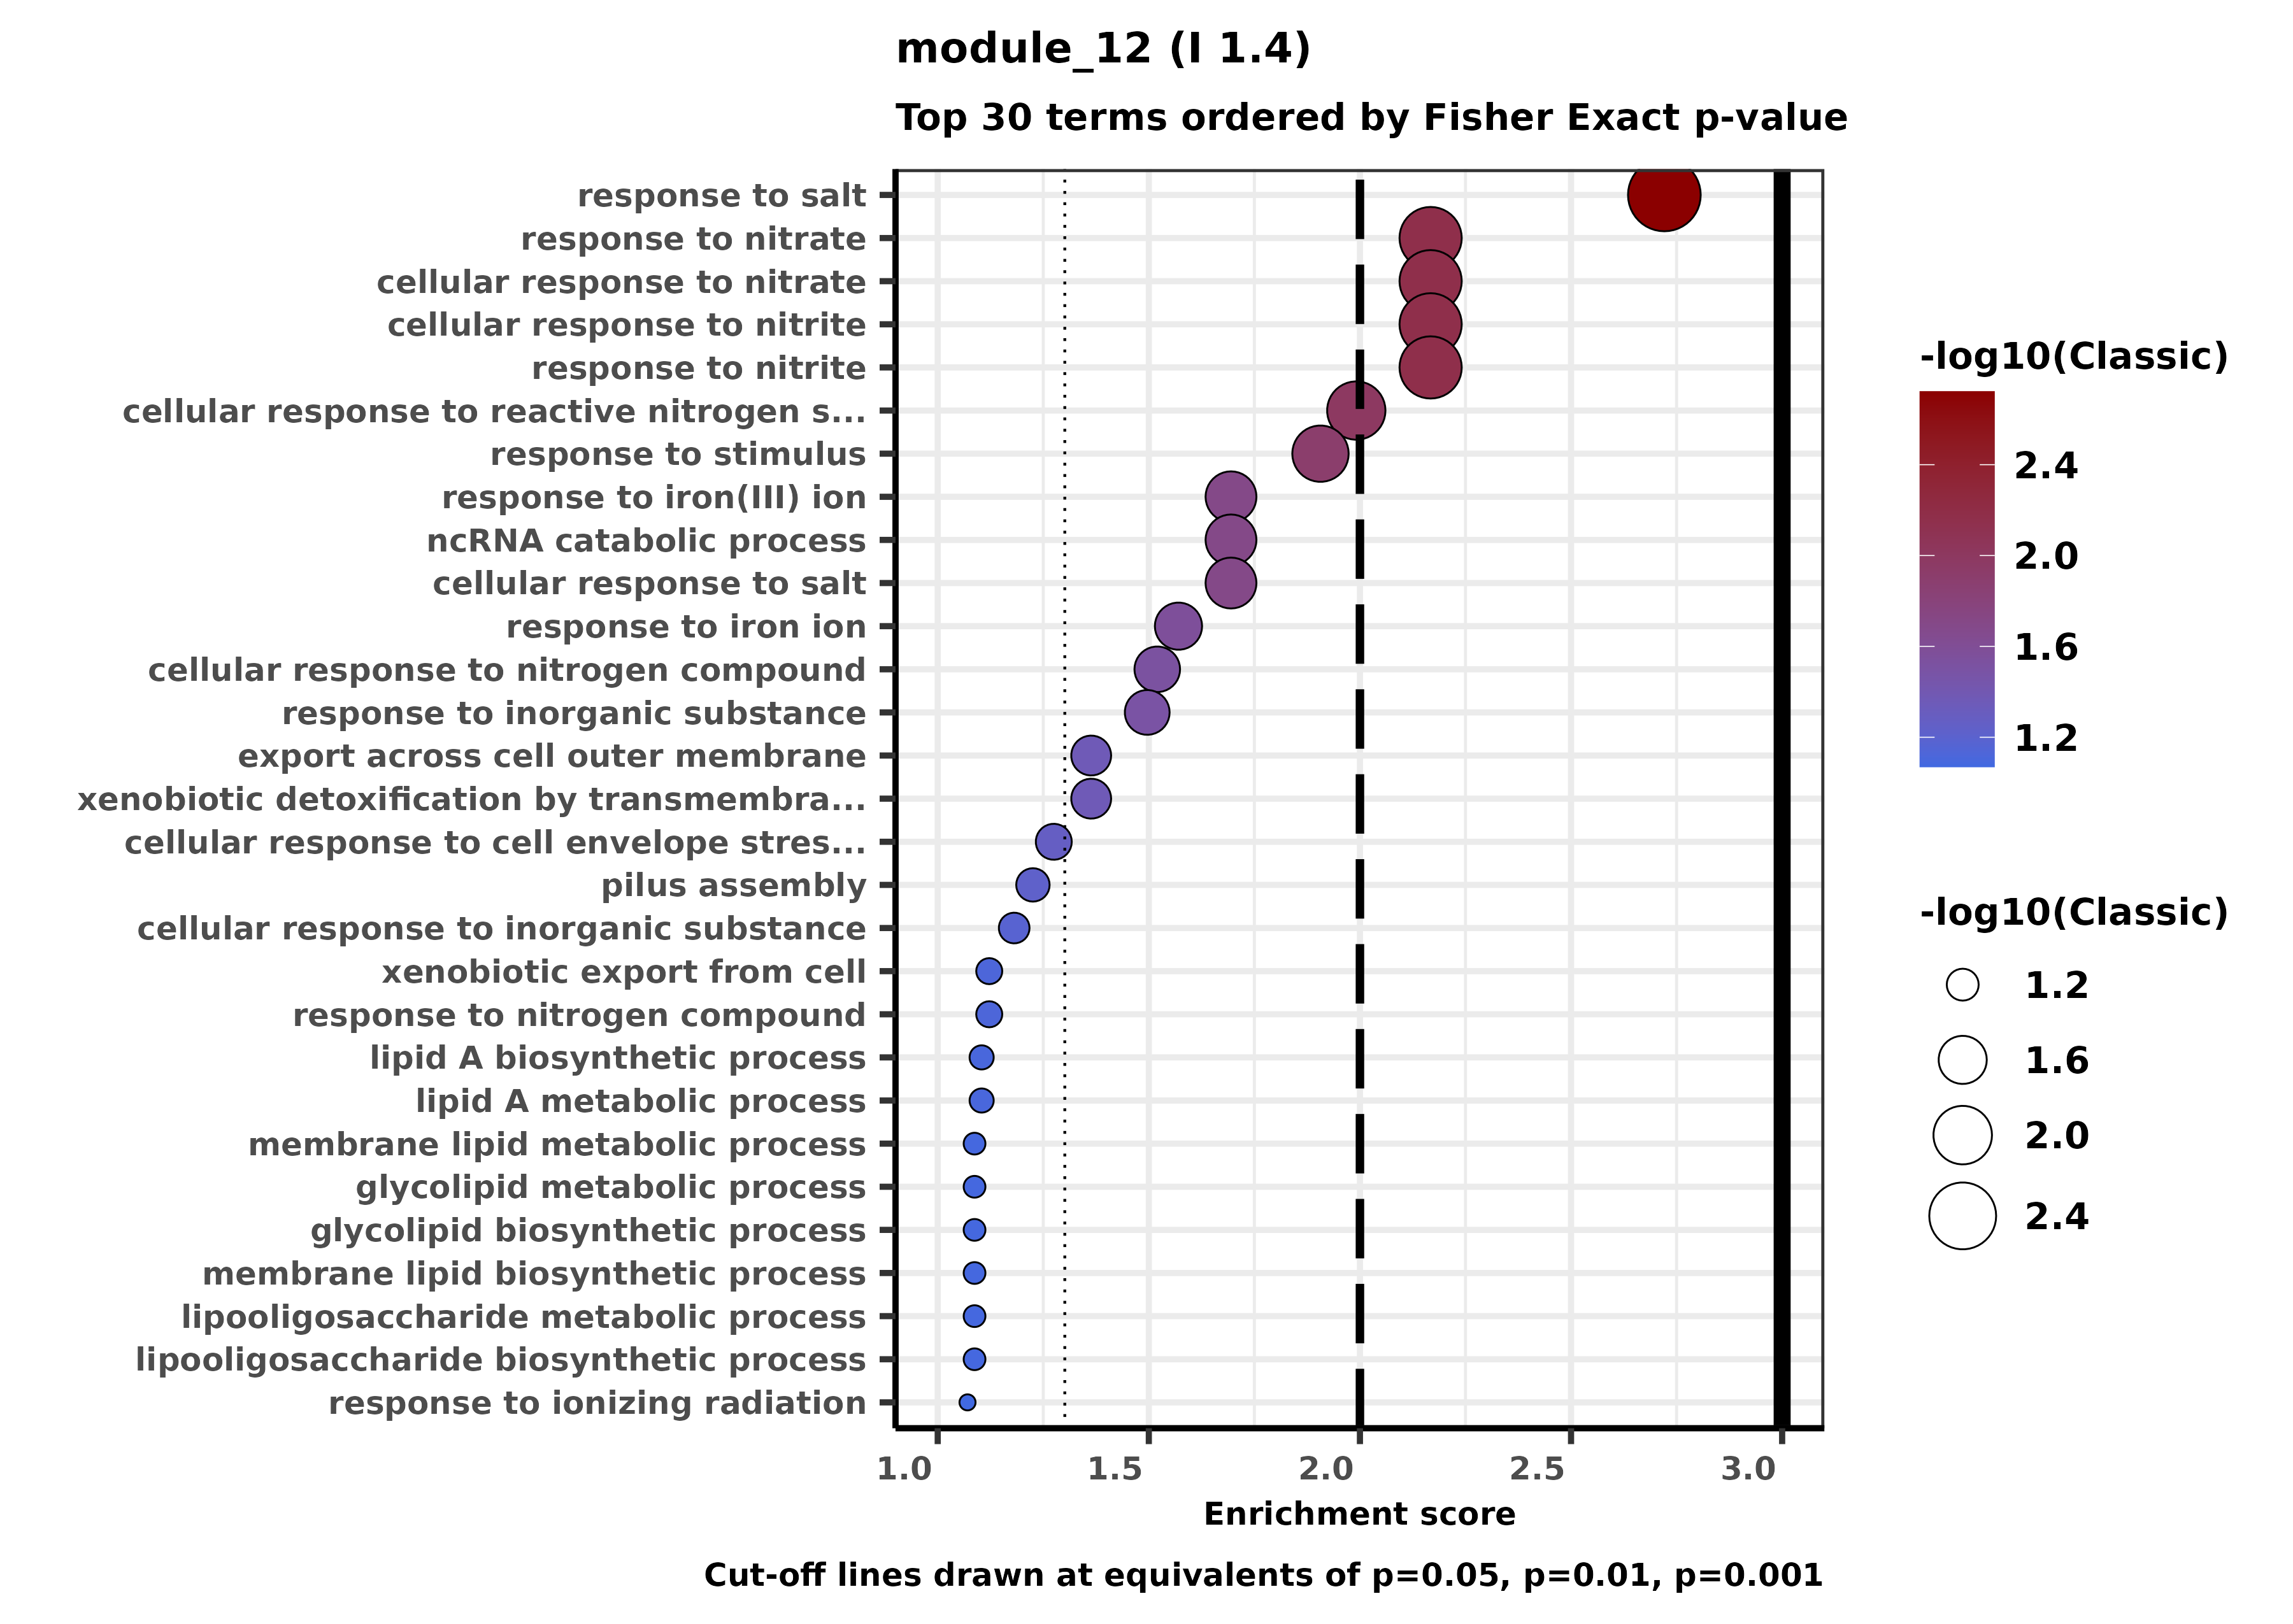 module_12 (I 1.4)
Top 30 terms ordered by Fisher Exact p-value
response to salt
response to nitrate
cellular response to nitrate
cellular response to nitrite
response to nitrite
cellular response to reactive nitrogen s...
response to stimulus
response to iron(III) ion
ncRNA catabolic process
cellular response to salt
response to iron ion
cellular response to nitrogen compound
response to inorganic substance
export across cell outer membrane
xenobiotic detoxification by transmembra...
cellular response to cell envelope stres...
pilus assembly
cellular response to inorganic substance
xenobiotic export from cell
response to nitrogen compound
lipid A biosynthetic process
lipid A metabolic process
membrane lipid metabolic process
glycolipid metabolic process
glycolipid biosynthetic process
membrane lipid biosynthetic process
lipooligosaccharide metabolic process
lipooligosaccharide biosynthetic process
response to ionizing radiation
1.0 1.5 2.0 2.5 3.0
Enrichment score
Cut-off lines drawn at equivalents of p=0.05, p=0.01, p=0.001
-log10(Classic)
2.4
2.0
1.6
1.2
-log10(Classic)
1.2
1.6
2.0
2.4